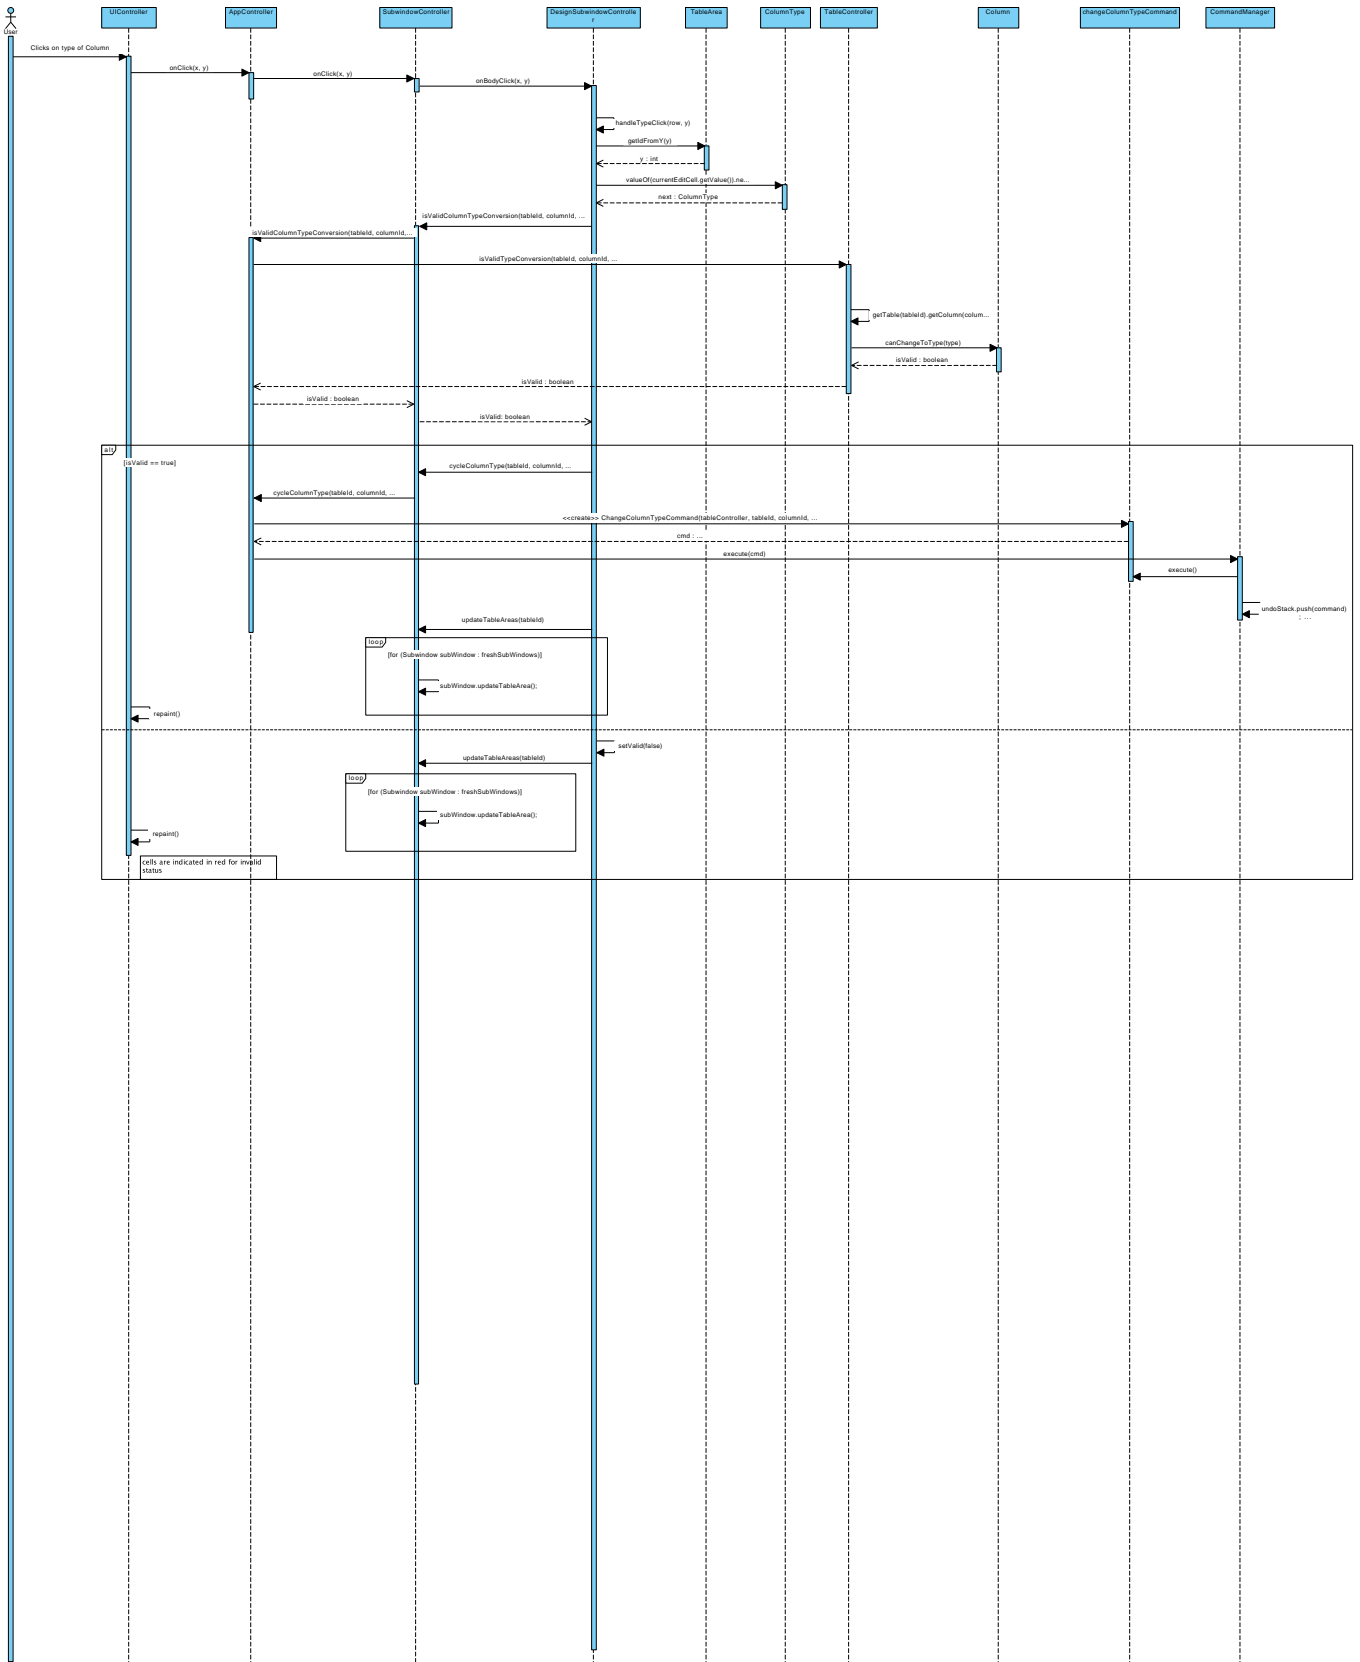 User
UIController
AppController
SubwindowController
DesignSubwindowControlle
r
TableArea
ColumnType
TableController
Column
changeColumnTypeCommand
CommandManager
Clicks on type of Column
onClick(x, y)
onClick(x, y)
onBodyClick(x, y)
handleTypeClick(row, y)
getIdFromY(y)
y : int
valueOf(currentEditCell.getValue()).ne...
next : ColumnType
isValidColumnTypeConversion(tableId, columnId, ...
isValidColumnTypeConversion(tableId, columnId,...
isValidTypeConversion(tableId, columnId, ...
getTable(tableId).getColumn(colum...
canChangeToType(type)
isValid : boolean
isValid : boolean
isValid : boolean
isValid: boolean
alt
[isValid == true]
cycleColumnType(tableId, columnId, ...
cycleColumnType(tableId, columnId, ...
<<create>> ChangeColumnTypeCommand(tableController, tableId, columnId, ...
cmd : ...
execute(cmd)
execute()
undoStack.push(command)
; ...
updateTableAreas(tableId)
loop
[for (Subwindow subWindow : freshSubWindows)]
subWindow.updateTableArea();
repaint()
setValid(false)
updateTableAreas(tableId)
loop
[for (Subwindow subWindow : freshSubWindows)]
subWindow.updateTableArea();
repaint()
cells are indicated in red for invalid
status